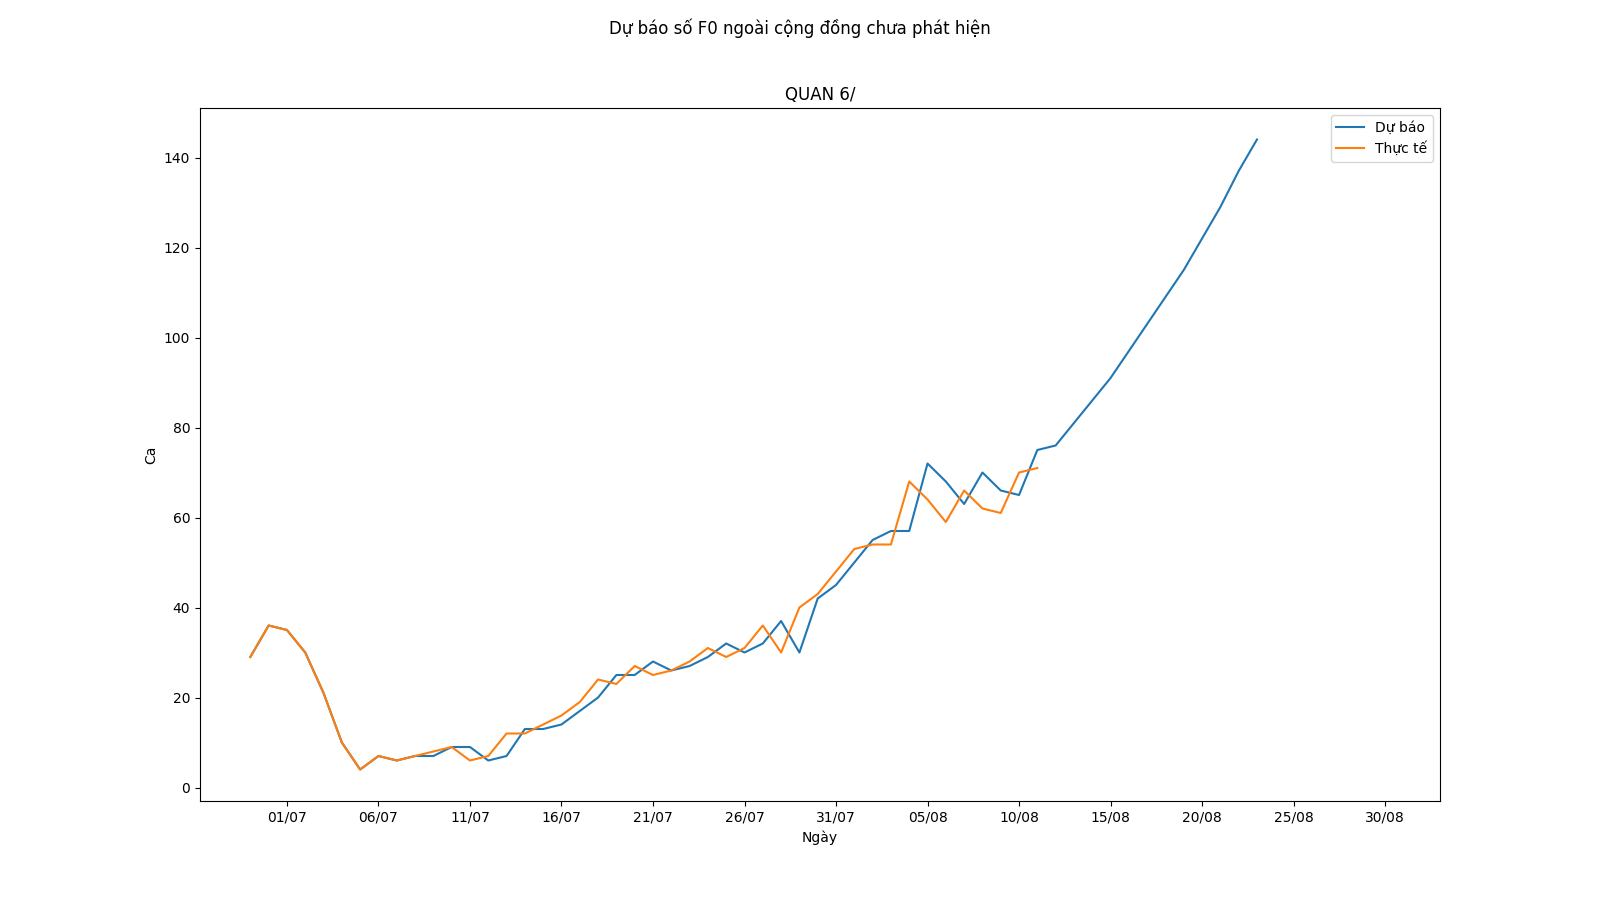 Dự báo số F0 ngoài cộng đồng chưa phát hiện
QUAN 6/
Dự báo
Thực tế
140
120
100
80
60
40
20
0
Ca
01/07 06/07 11/07 16/07 21/07 26/07 31/07 05/08 10/08 15/08 20/08 25/08 30/08
Ngày